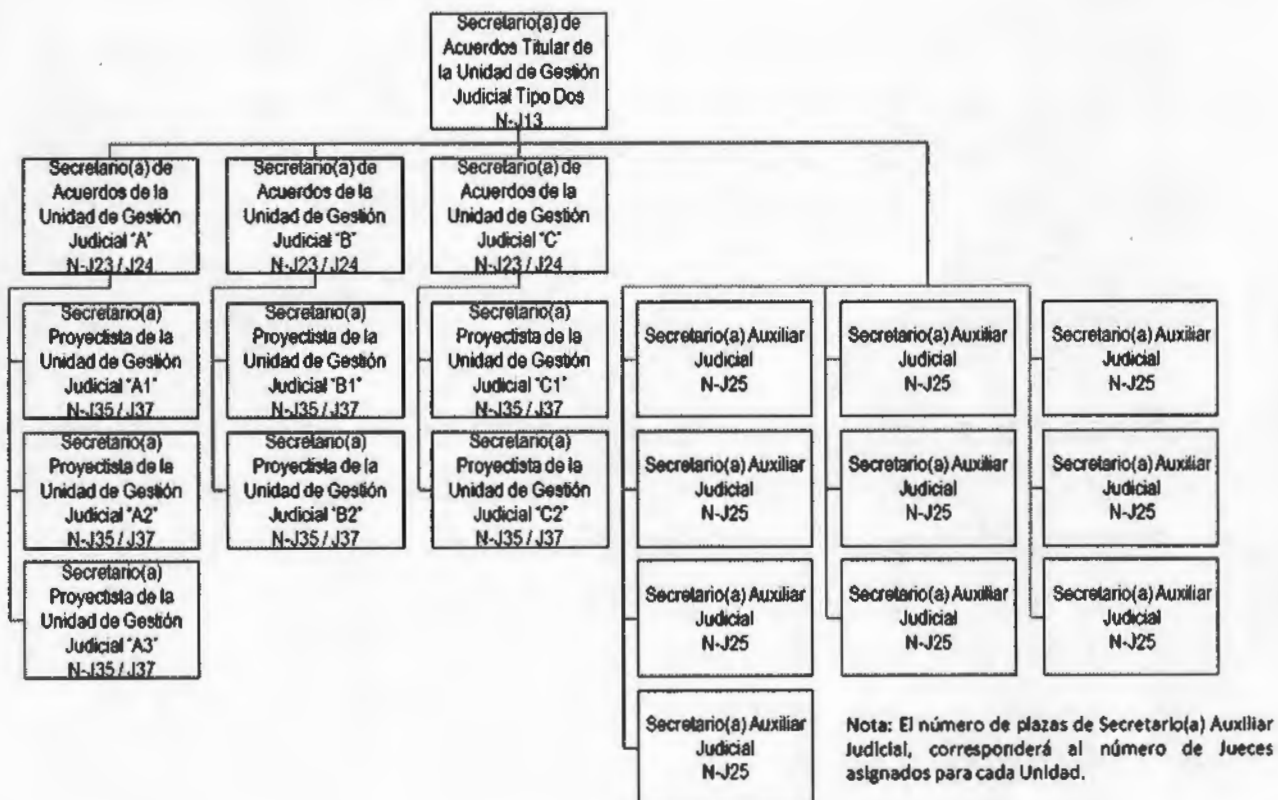 Secretario(a) de
Acuerdos Titular de
la Unidad de Gestión
Judicial Tipo Dos
N-J13
Secretario(a) de
Acuerdos de la
Unidad de Gestión
Judicial "A"
N-J23 / J24
Secretario(a) de
Acuerdos de la
Unidad de Gestión
Judicial "B"
N-J23 / J24
Secretario(a) de
Acuerdos de la
Unidad de Gestión
Judicial "C"
N-J23 / J24
Secretario(a)
Proyectista de la
Unidad de Gestión
Judicial "A1"
N-J35 / J37
Secretario(a)
Proyectista de la
Unidad de Gestión
Judicial "B1"
N-J35 / J37
Secretario(a)
Proyectista de la
Unidad de Gestión
Judicial "C1"
N-J35 / J37
Secretario(a) Auxiliar
Judicial
N-J25
Secretario(a) Auxiliar
Judicial
N-J25
Secretario(a) Auxiliar
Judicial
N-J25
Secretario(a)
Proyectista de la
Unidad de Gestión
Judicial "A2"
N-J35 / J37
Secretario(a)
Proyectista de la
Unidad de Gestión
Judicial "B2"
N-J35 / J37
Secretario(a)
Proyectista de la
Unidad de Gestión
Judicial "C2"
N-J35 / J37
Secretario(a) Auxiliar
Judicial
N-J25
Secretario(a) Auxiliar
Judicial
N-J25
Secretario(a) Auxiliar
Judicial
N-J25
Secretario(a)
Proyectista de la
Unidad de Gestión
Judicial "A3"
N-J35 / J37
Secretario(a) Auxiliar
Judicial
N-J25
Secretario(a) Auxiliar
Judicial
N-J25
Secretario(a) Auxiliar
Judicial
N-J25
Secretario(a) Auxiliar
Judicial
N-J25
Nota: El número de plazas de Secretario(a) Auxiliar
Judicial, corresponderá al número de Jueces
asignados para cada Unidad.